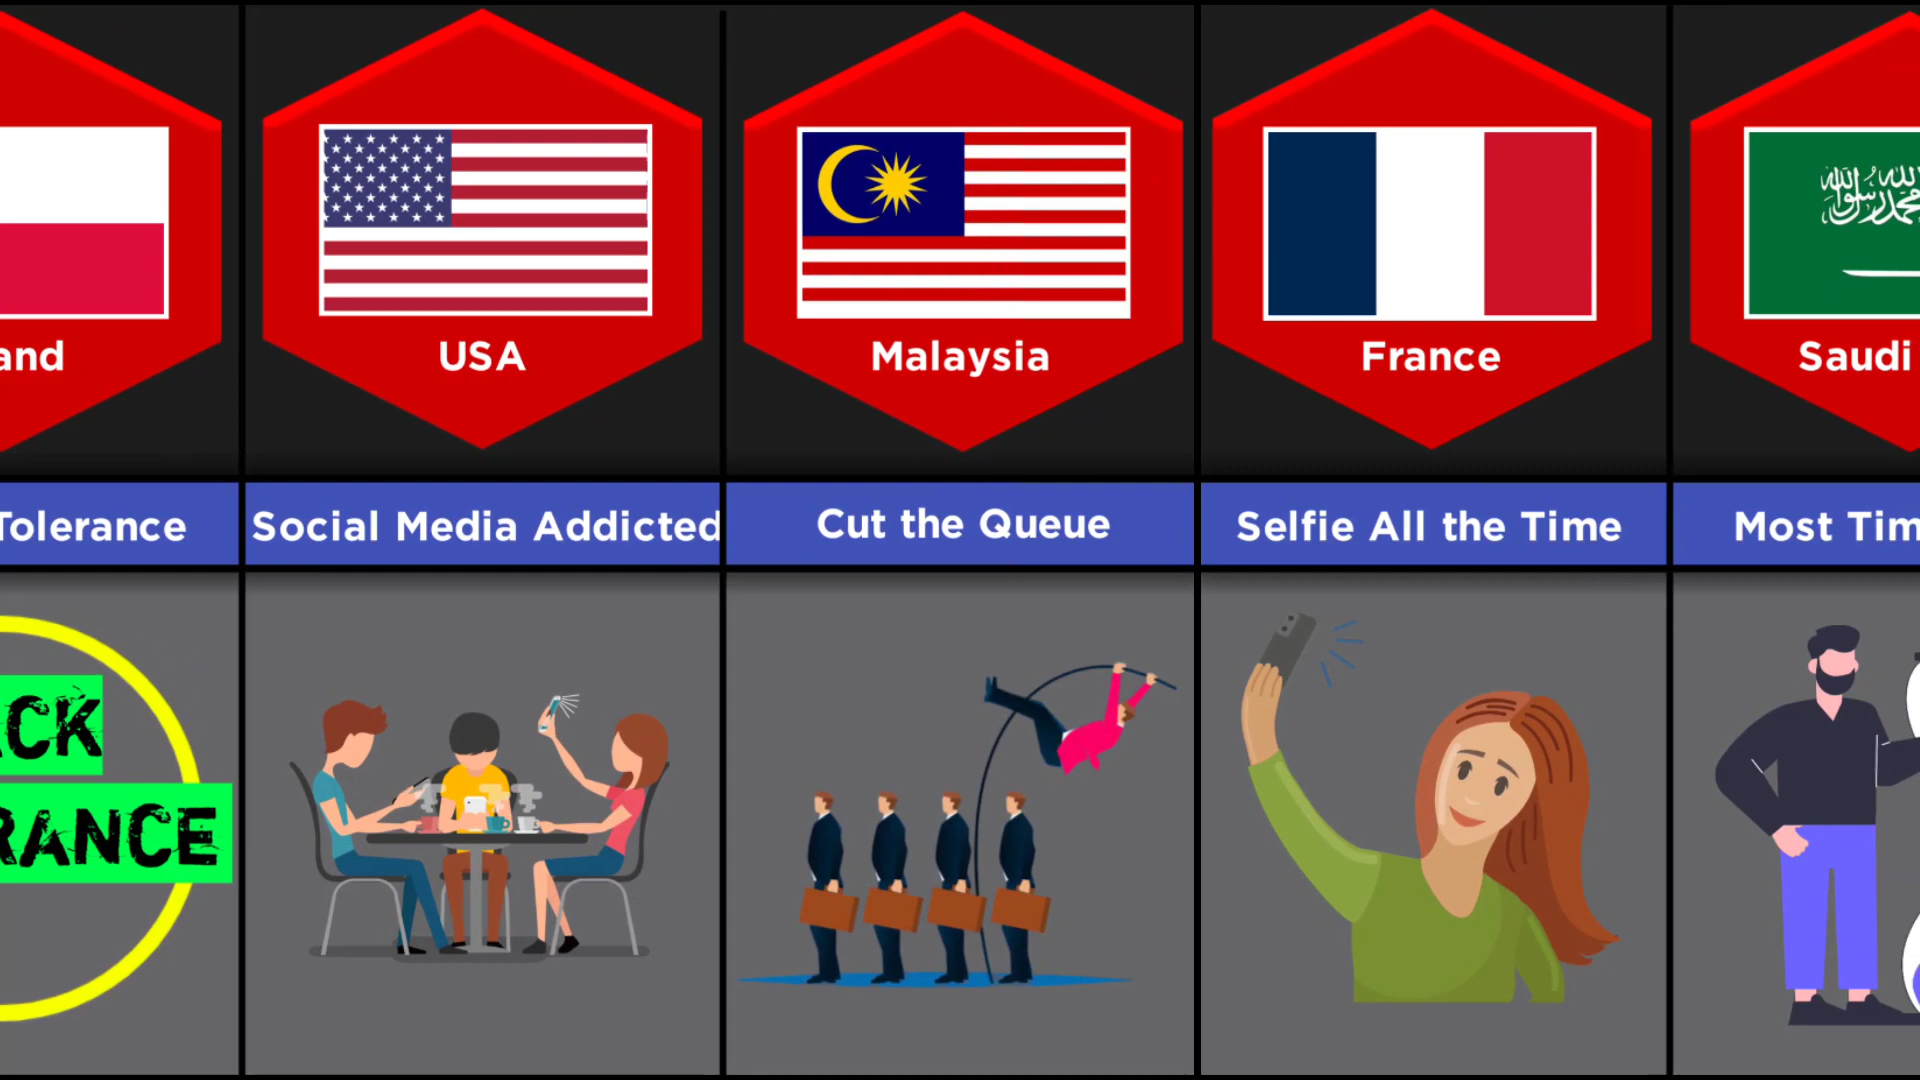 and
USA
Malaysia
France
Saudi
Tolerance
Social Media Addicted
Cut the Queue
Selfie All the Time
Most Tim
ACK
RANCE